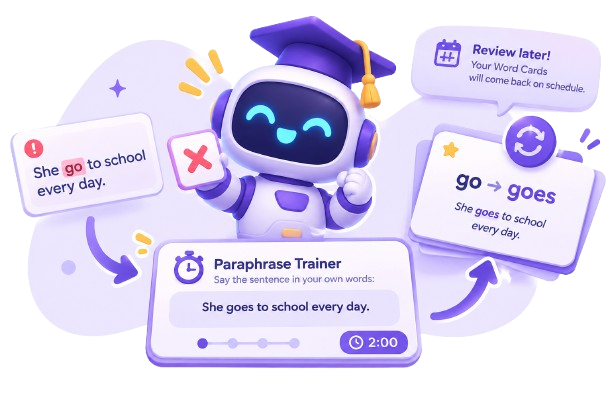 She go to school
every day.
Review later!
Your Word Cards
will come back on schedule.
go → goes
She goes to school
every day.
Paraphrase Trainer
Say the sentence in your own words:
She goes to school every day.
2:00